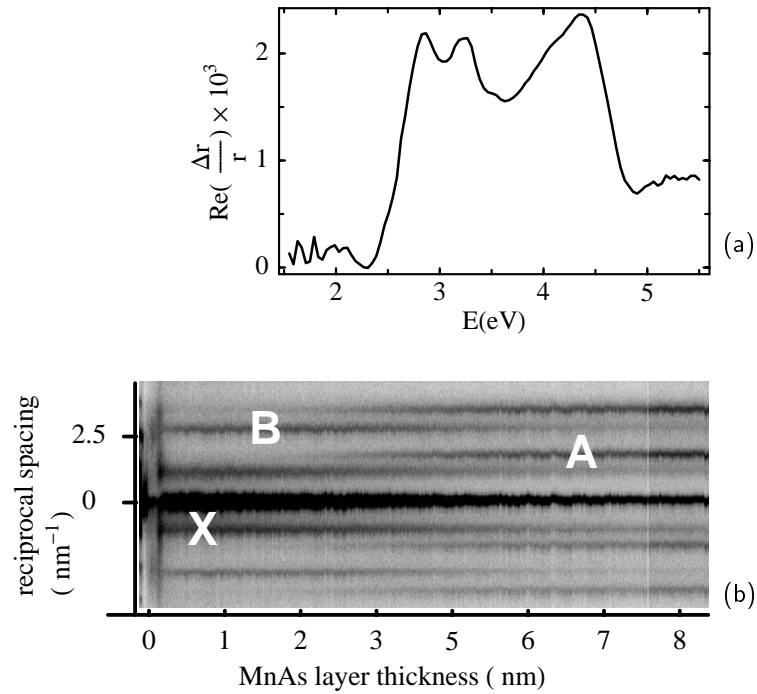 2
1
0
Re( Δr/r ) × 10³
2 3 4 5
E(eV)
(a)
reciprocal spacing
( nm⁻¹)
2.5
0
B
A
X
(b)
0 1 2 3 4 5 6 7 8
MnAs layer thickness ( nm)